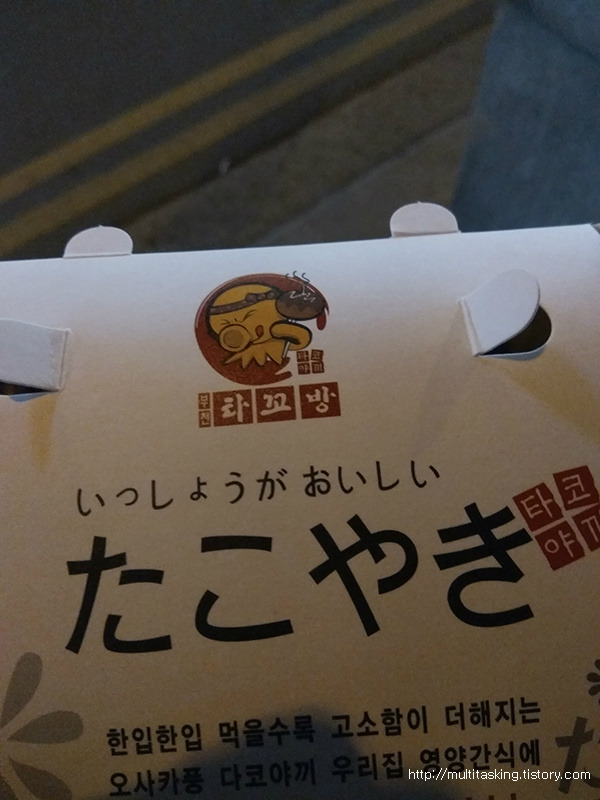 타코
야끼
부천
타꼬방
いっしょうが おいしい
たこやき
타코
야끼
한입한입 먹을수록 고소함이 더해지는
오사카풍 다코야끼 우리집 영양간식에
http://multitasking.tistory.com